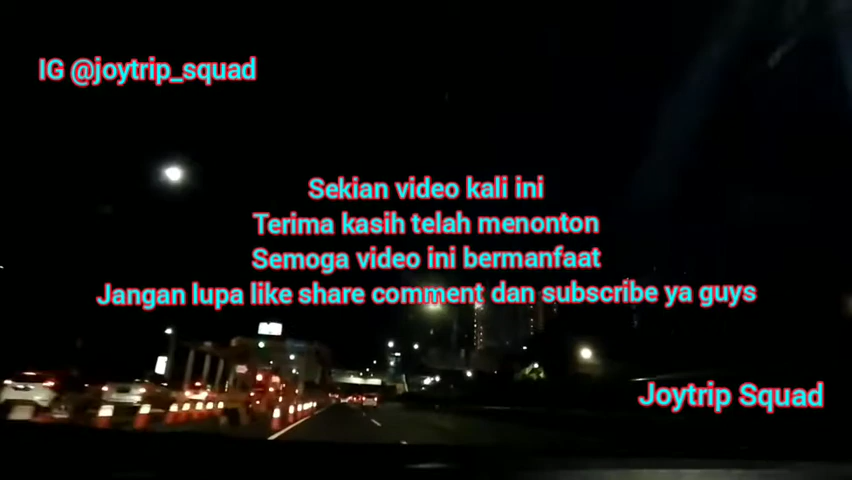 IG @joytrip_squad
Sekian video kali ini
Terima kasih telah menonton
Semoga video ini bermanfaat
Jangan lupa like share comment dan subscribe ya guys
Joytrip Squad